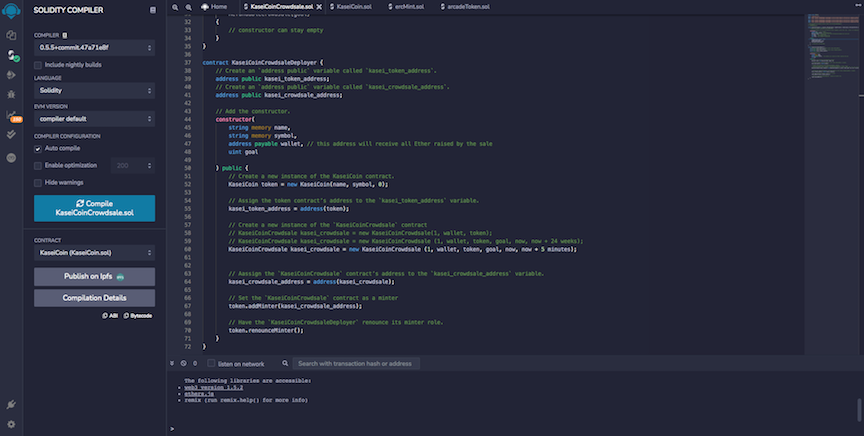 SOLIDITY COMPILER
COMPILER
0.5.5+commit.47a71e8f
Include nightly builds
LANGUAGE
Solidity
EVM VERSION
compiler default
COMPILER CONFIGURATION
Auto compile
Enable optimization 200
Hide warnings
Compile
KaseiCoinCrowdsale.sol
CONTRACT
KaseiCoin (KaseiCoin.sol)
Publish on Ipfs
Compilation Details
ABI Bytecode
Home KaseiCoinCrowdsale.sol KaseiCoin.sol ercMint.sol arcadeToken.sol
32 {
33 // constructor can stay empty
34 }
35 }
36
37 contract KaseiCoinCrowdsaleDeployer {
38 // Create an `address public` variable called `kasei_token_address`.
39 address public kasei_token_address;
40 // Create an `address public` variable called `kasei_crowdsale_address`.
41 address public kasei_crowdsale_address;
42
43 // Add the constructor.
44 constructor(
45 string memory name,
46 string memory symbol,
47 address payable wallet, // this address will receive all Ether raised by the sale
48 uint goal
49
50 ) public {
51 // Create a new instance of the KaseiCoin contract.
52 KaseiCoin token = new KaseiCoin(name, symbol, 0);
53
54 // Assign the token contract's address to the `kasei_token_address` variable.
55 kasei_token_address = address(token);
56
57 // Create a new instance of the `KaseiCoinCrowdsale` contract
58 // KaseiCoinCrowdsale kasei_crowdsale = new KaseiCoinCrowdsale(1, wallet, token);
59 // KaseiCoinCrowdsale kasei_crowdsale = new KaseiCoinCrowdsale (1, wallet, token, goal, now, now + 24 weeks);
60 KaseiCoinCrowdsale kasei_crowdsale = new KaseiCoinCrowdsale (1, wallet, token, goal, now, now + 5 minutes);
61
62
63 // Aassign the `KaseiCoinCrowdsale` contract's address to the `kasei_crowdsale_address` variable.
64 kasei_crowdsale_address = address(kasei_crowdsale);
65
66 // Set the `KaseiCoinCrowdsale` contract as a minter
67 token.addMinter(kasei_crowdsale_address);
68
69 // Have the `KaseiCoinCrowdsaleDeployer` renounce its minter role.
70 token.renounceMinter();
71 }
72 }
0 listen on network Search with transaction hash or address
The following libraries are accessible:
web3 version 1.5.2
ethers.js
remix (run remix.help() for more info)
>